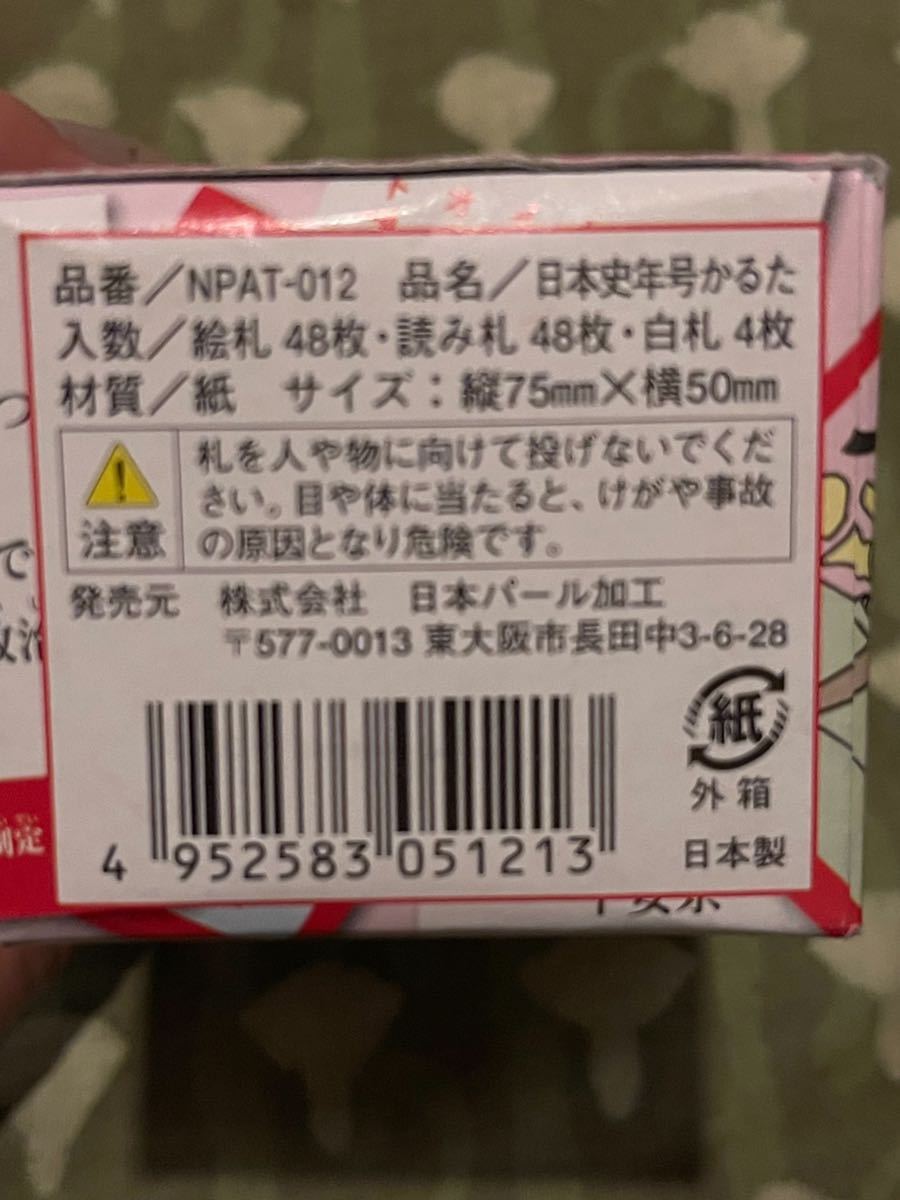 品番／NPAT-012　品名／日本史年号かるた
入数／絵札 48枚・読み札 48枚・白札 4枚
材質／紙　サイズ：縦75mm×横50mm
札を人や物に向けて投げないでくだ
さい。目や体に当たると、けがや事故
の原因となり危険です。
注意
発売元　株式会社　日本パール加工
〒577-0013 東大阪市長田中3-6-28
紙
外箱
日本製
4 952583 051213
制定